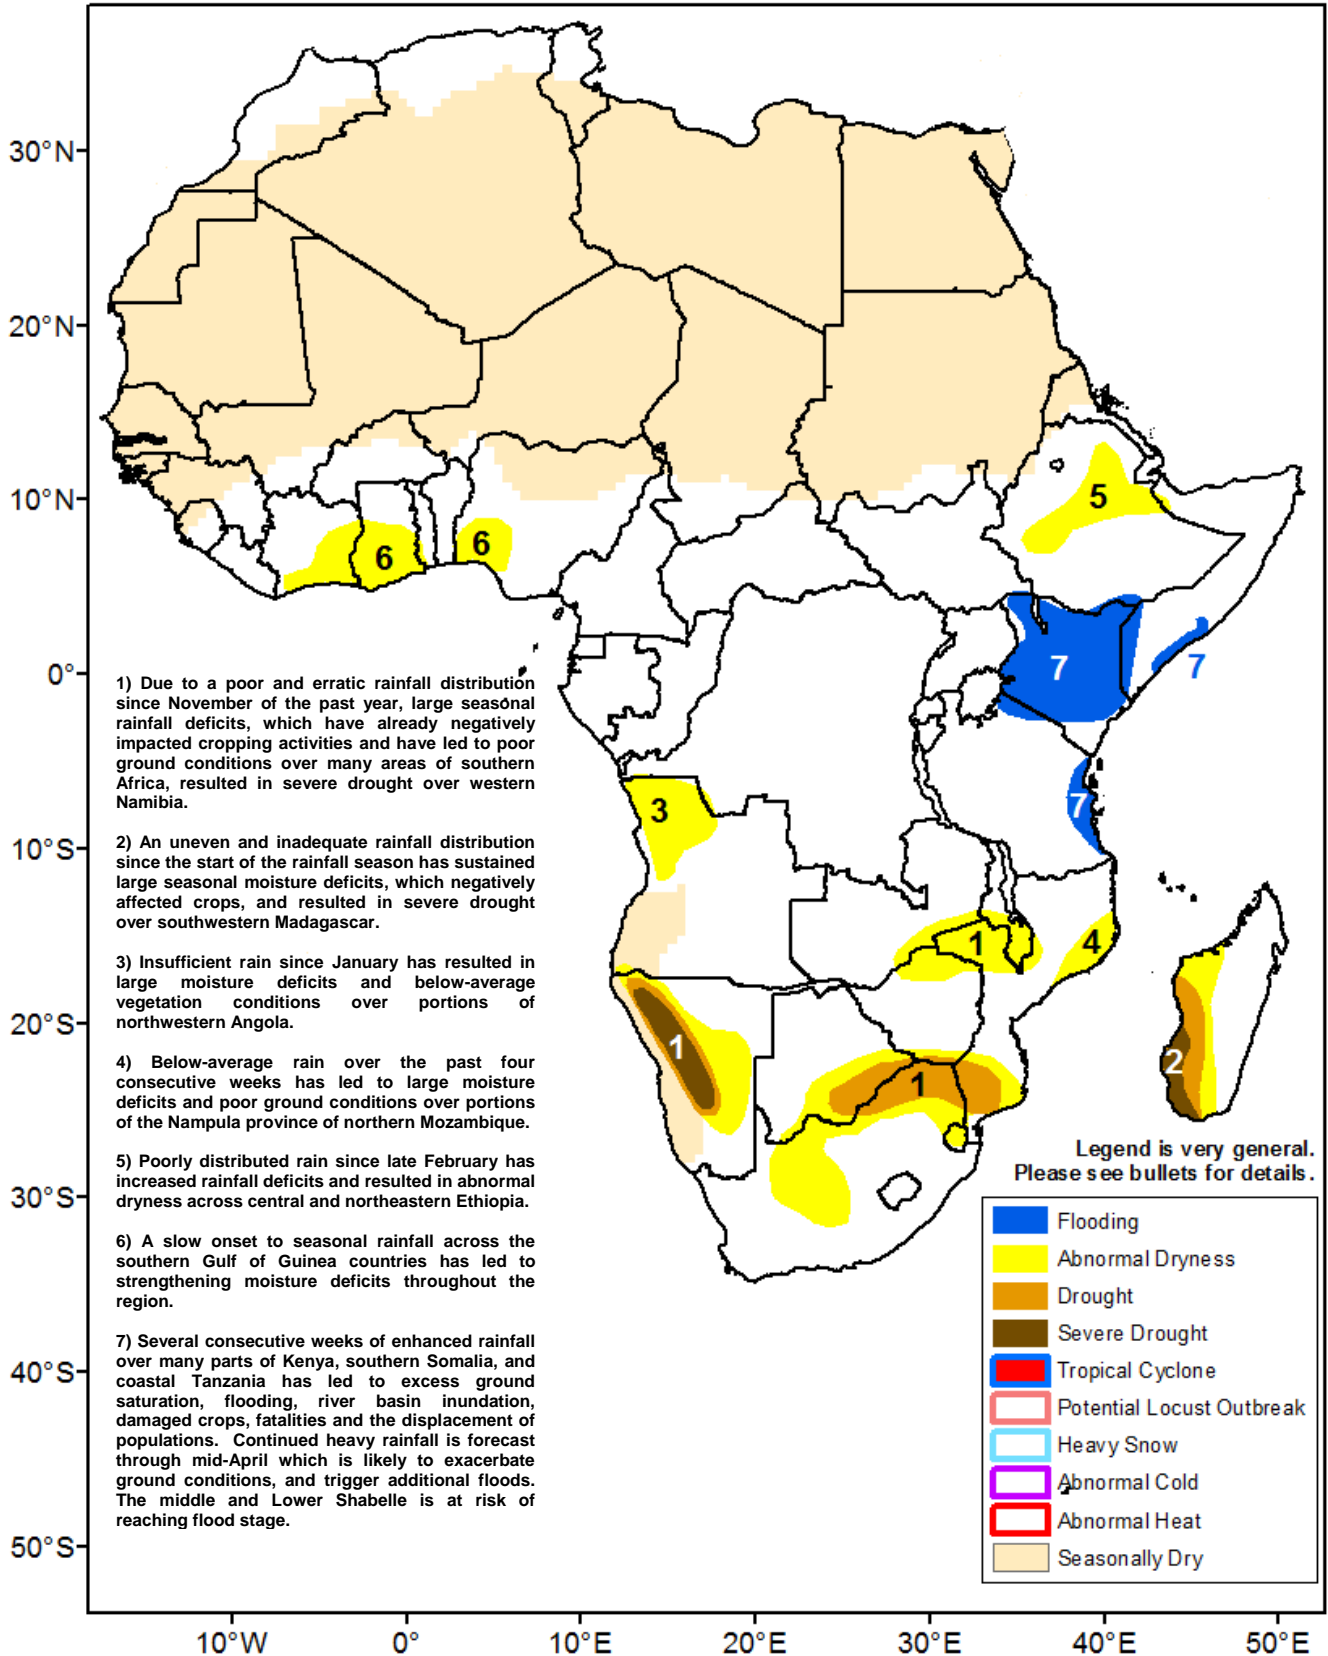 30°N
20°N
10°N
0°
10°S
20°S
30°S
40°S
50°S
10°W
0°
10°E
20°E
30°E
40°E
50°E
5
6
6
7
7
7
3
1
4
1
1
2
1) Due to a poor and erratic rainfall distribution
since November of the past year, large seasonal
rainfall deficits, which have already negatively
impacted cropping activities and have led to poor
ground conditions over many areas of southern
Africa, resulted in severe drought over western
Namibia.
2) An uneven and inadequate rainfall distribution
since the start of the rainfall season has sustained
large seasonal moisture deficits, which negatively
affected crops, and resulted in severe drought
over southwestern Madagascar.
3) Insufficient rain since January has resulted in
large moisture deficits and below-average
vegetation conditions over portions of
northwestern Angola.
4) Below-average rain over the past four
consecutive weeks has led to large moisture
deficits and poor ground conditions over portions
of the Nampula province of northern Mozambique.
5) Poorly distributed rain since late February has
increased rainfall deficits and resulted in abnormal
dryness across central and northeastern Ethiopia.
6) A slow onset to seasonal rainfall across the
southern Gulf of Guinea countries has led to
strengthening moisture deficits throughout the
region.
7) Several consecutive weeks of enhanced rainfall
over many parts of Kenya, southern Somalia, and
coastal Tanzania has led to excess ground
saturation, flooding, river basin inundation,
damaged crops, fatalities and the displacement of
populations. Continued heavy rainfall is forecast
through mid-April which is likely to exacerbate
ground conditions, and trigger additional floods.
The middle and Lower Shabelle is at risk of
reaching flood stage.
Legend is very general.
Please see bullets for details.
Flooding
Abnormal Dryness
Drought
Severe Drought
Tropical Cyclone
Potential Locust Outbreak
Heavy Snow
Abnormal Cold
Abnormal Heat
Seasonally Dry